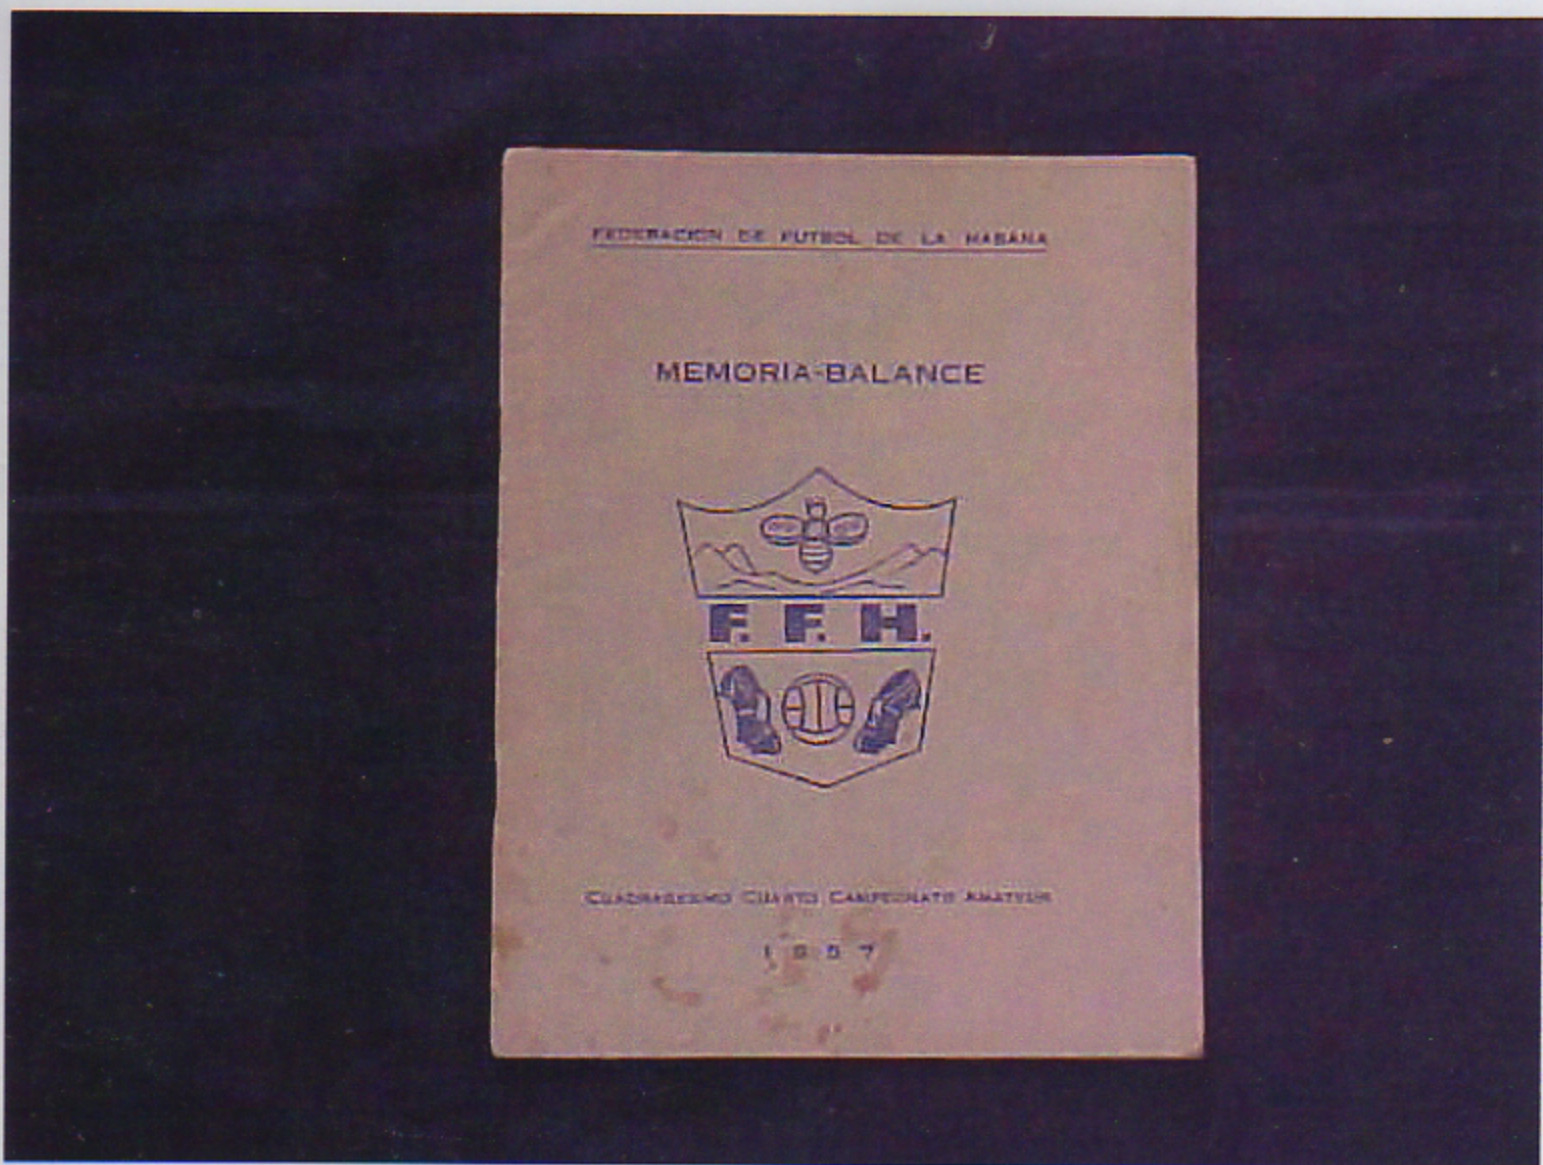 FEDERACION DE FUTBOL DE LA HABANA
MEMORIA-BALANCE
F. F. H.
CUADRAGESIMO CUARTO CAMPEONATO AMATEUR
1957